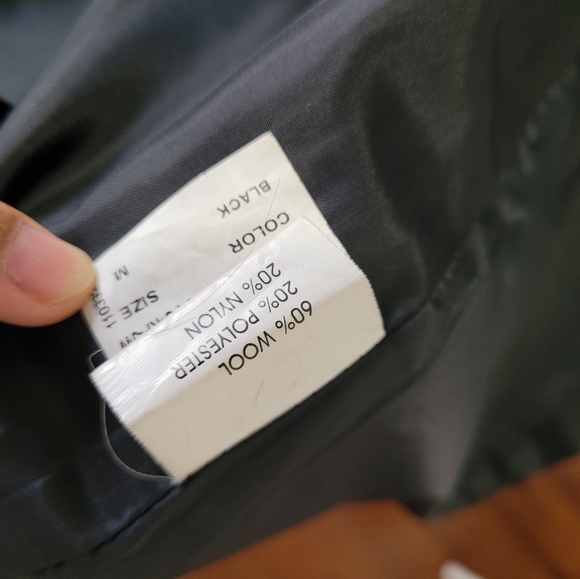 60% WOOL
20% POLYESTER
20% NYLON
SIZE
M
COLOR
BLACK